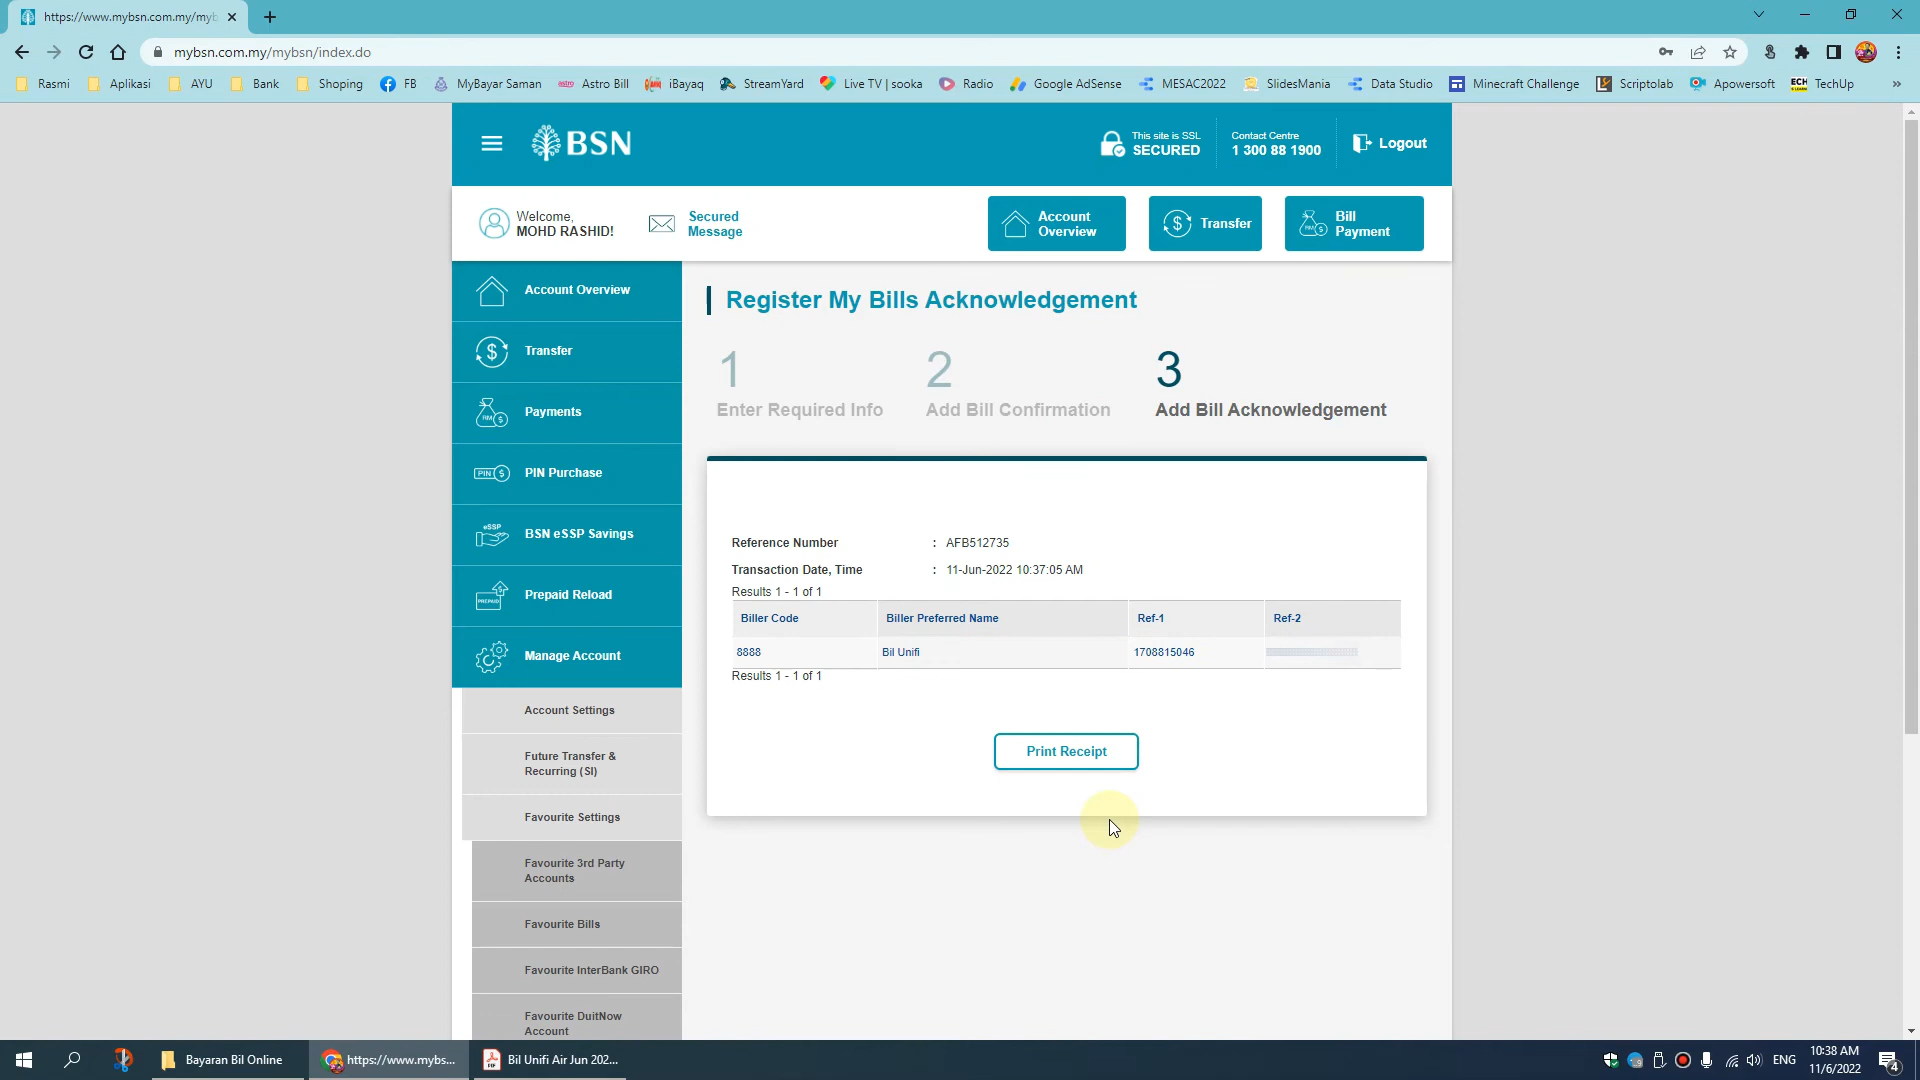 https://www.mybsn.com.my/myb
mybsn.com.my/mybsn/index.do
Rasmi
Aplikasi
AYU
Bank
Shoping
FB
MyBayar Saman
astro
Astro Bill
iBayaq
StreamYard
Live TV | sooka
Radio
Google AdSense
MESAC2022
SlidesMania
Data Studio
Minecraft Challenge
Scriptolab
Apowersoft
ECH
TechUp
»
BSN
This site is SSL
SECURED
Contact Centre
1 300 88 1900
Logout
Welcome,
MOHD RASHID!
Secured
Message
Account
Overview
Transfer
Bill
Payment
Account Overview
Transfer
Payments
PIN Purchase
BSN eSSP Savings
Prepaid Reload
Manage Account
Account Settings
Future Transfer &
Recurring (SI)
Favourite Settings
Favourite 3rd Party
Accounts
Favourite Bills
Favourite InterBank GIRO
Favourite DuitNow
Account
Register My Bills Acknowledgement
1
Enter Required Info
2
Add Bill Confirmation
3
Add Bill Acknowledgement
Reference Number : AFB512735
Transaction Date, Time : 11-Jun-2022 10:37:05 AM
Results 1 - 1 of 1
Biller Code Biller Preferred Name Ref-1 Ref-2
8888 Bil Unifi 1708815046
Results 1 - 1 of 1
Print Receipt
Bayaran Bil Online
https://www.mybs...
Bil Unifi Air Jun 202...
ENG
10:38 AM
11/6/2022
4